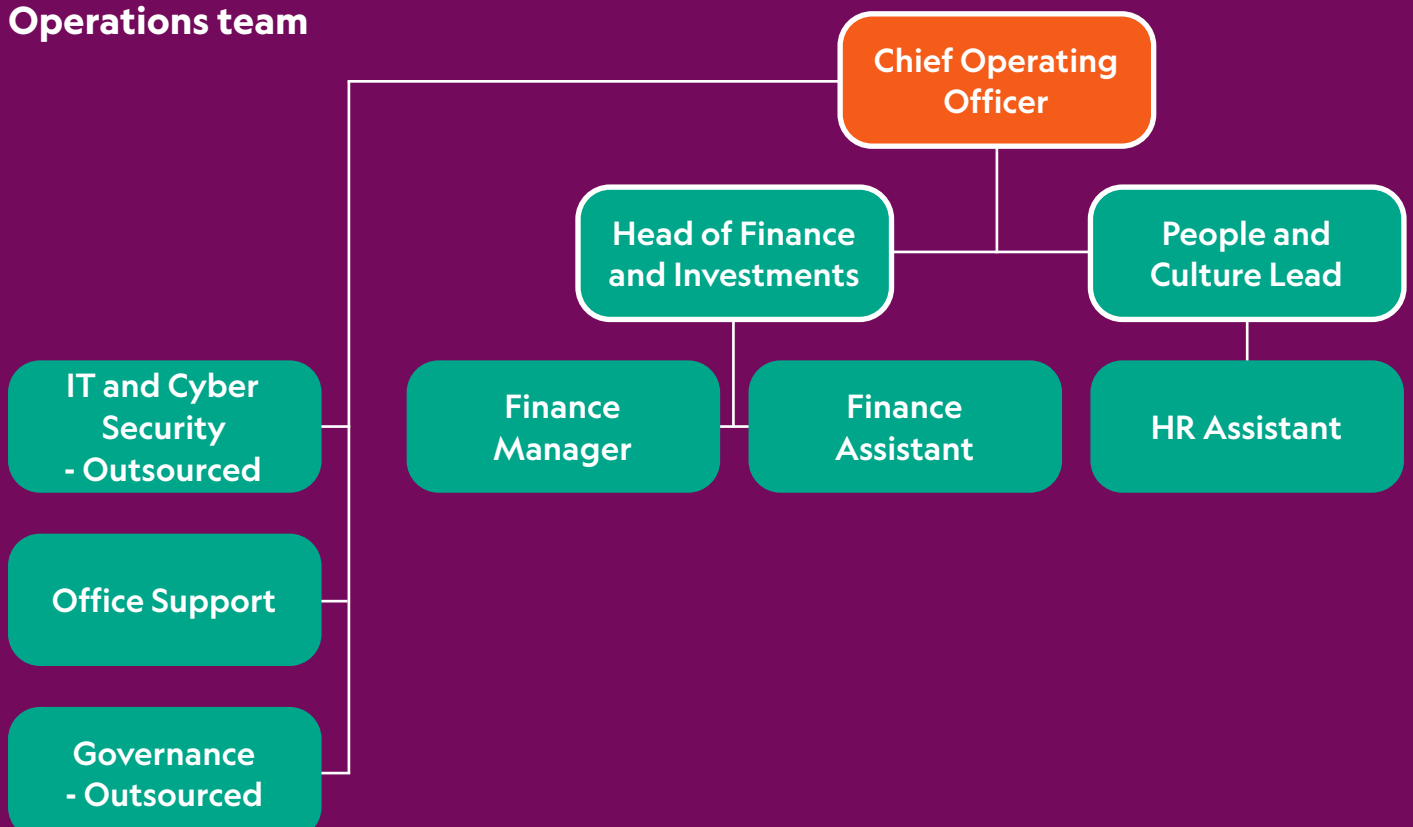 Operations team
Chief Operating
Officer
Head of Finance
and Investments
People and
Culture Lead
IT and Cyber
Security
- Outsourced
Finance
Manager
Finance
Assistant
HR Assistant
Office Support
Governance
- Outsourced